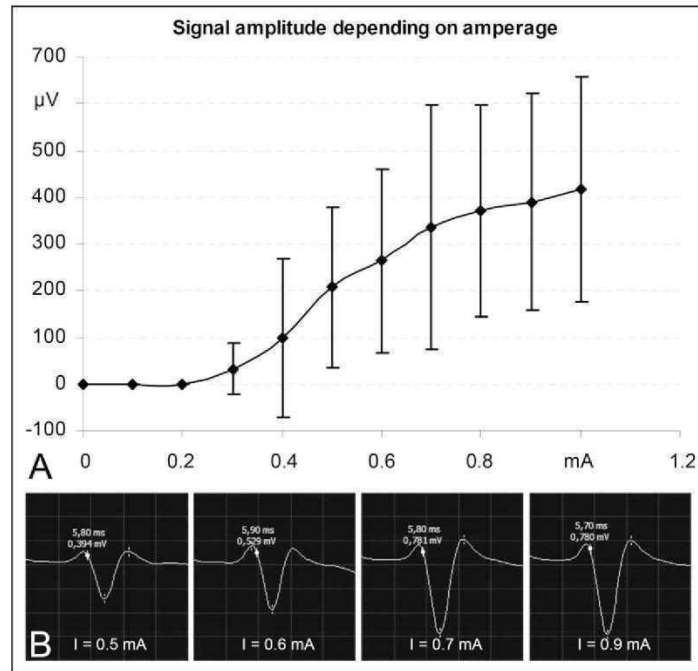 Signal amplitude depending on amperage
700
µV
500
400
300
200
100
0
-100
A
0 0.2 0.4 0.6 0.8 mA 1.2
5,80 ms
0,394 mV
I = 0.5 mA
5,90 ms
0,529 mV
I = 0.6 mA
5,80 ms
0,781 mV
I = 0.7 mA
5,70 ms
0,780 mV
I = 0.9 mA
B